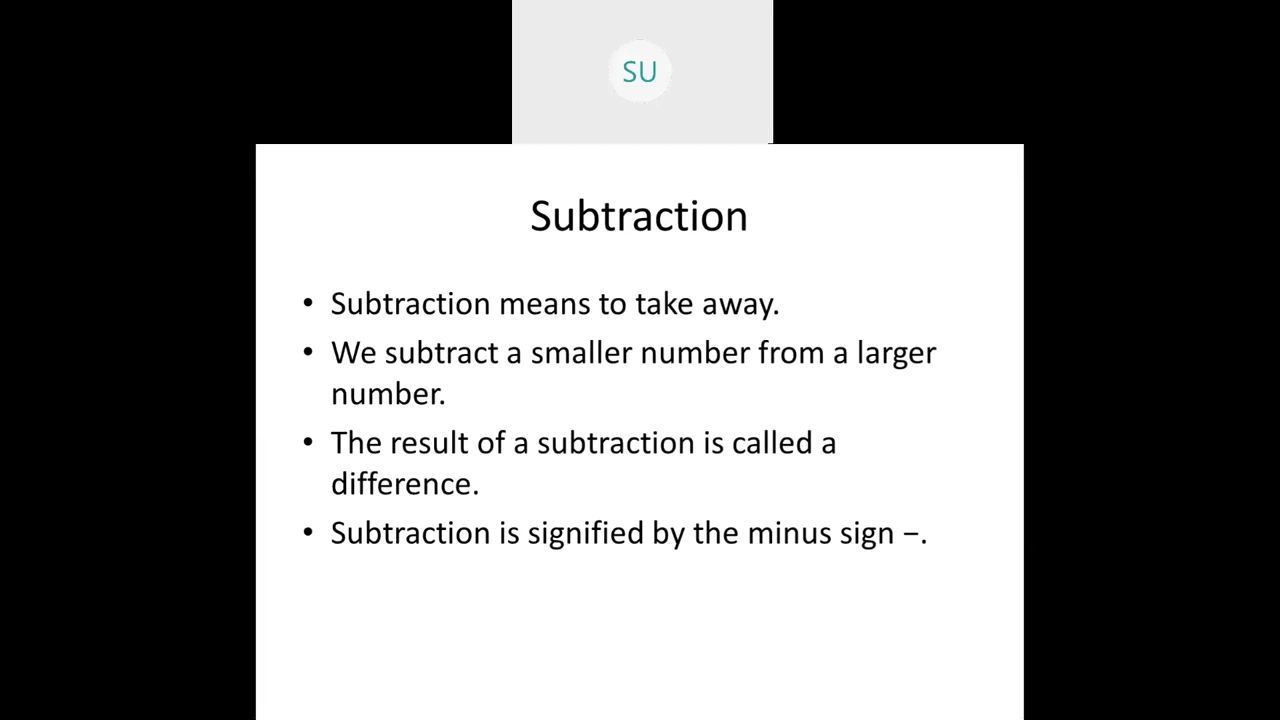 SU
Subtraction
• Subtraction means to take away.
• We subtract a smaller number from a larger
number.
• The result of a subtraction is called a
difference.
• Subtraction is signified by the minus sign −.